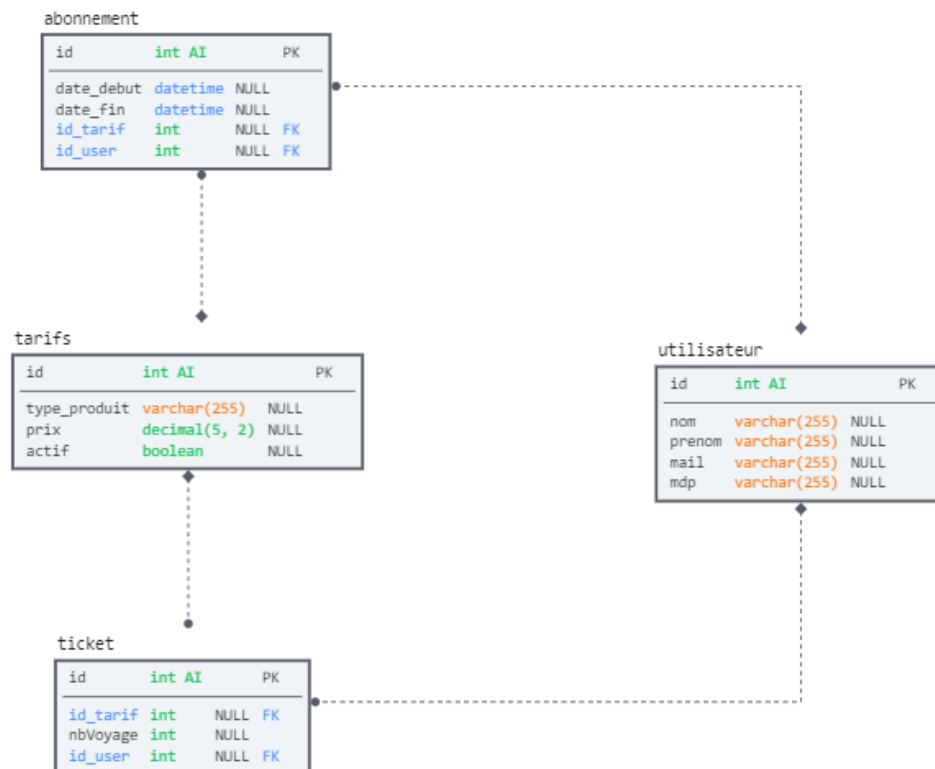 abonnement
id int AI PK
date_debut datetime NULL
date_fin datetime NULL
id_tarif int NULL FK
id_user int NULL FK
tarifs
id int AI PK
type_produit varchar(255) NULL
prix decimal(5, 2) NULL
actif boolean NULL
utilisateur
id int AI PK
nom varchar(255) NULL
prenom varchar(255) NULL
mail varchar(255) NULL
mdp varchar(255) NULL
ticket
id int AI PK
id_tarif int NULL FK
nbVoyage int NULL
id_user int NULL FK